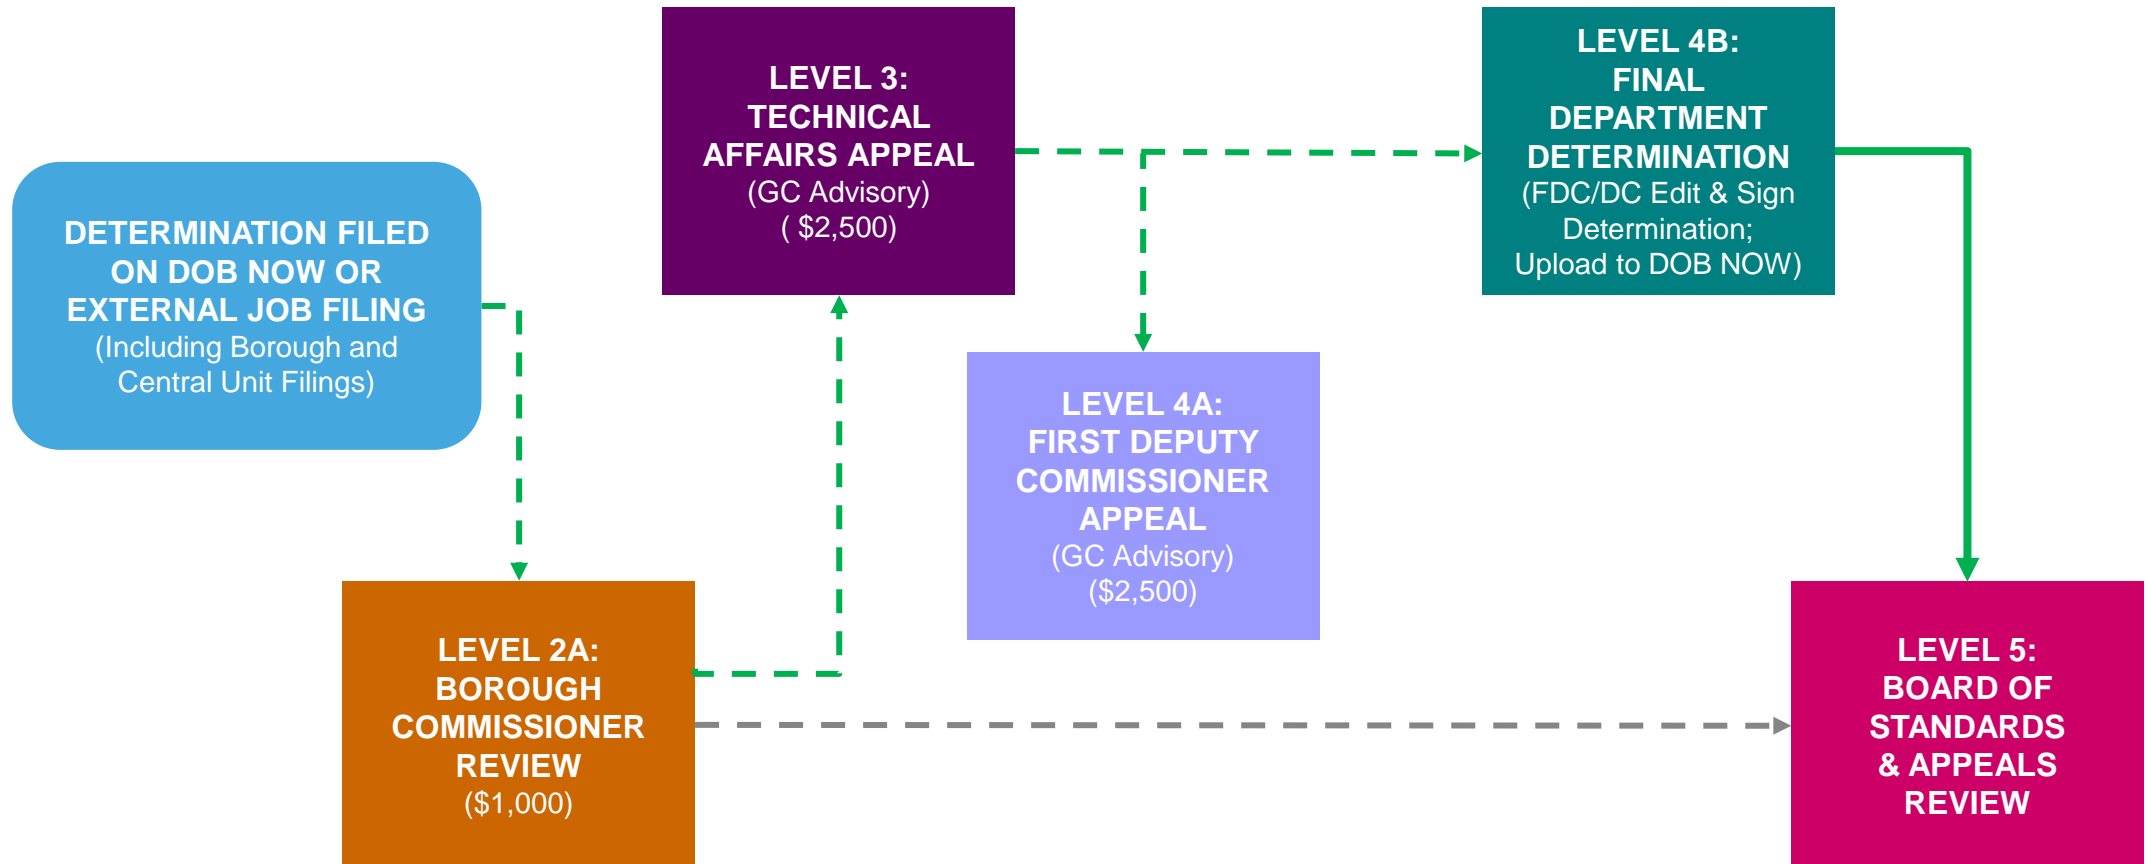 DETERMINATION FILED
ON DOB NOW OR
EXTERNAL JOB FILING
(Including Borough and
Central Unit Filings)
LEVEL 2A:
BOROUGH
COMMISSIONER
REVIEW
($1,000)
LEVEL 3:
TECHNICAL
AFFAIRS APPEAL
(GC Advisory)
( $2,500)
LEVEL 4A:
FIRST DEPUTY
COMMISSIONER
APPEAL
(GC Advisory)
($2,500)
LEVEL 4B:
FINAL
DEPARTMENT
DETERMINATION
(FDC/DC Edit & Sign
Determination;
Upload to DOB NOW)
LEVEL 5:
BOARD OF
STANDARDS
& APPEALS
REVIEW